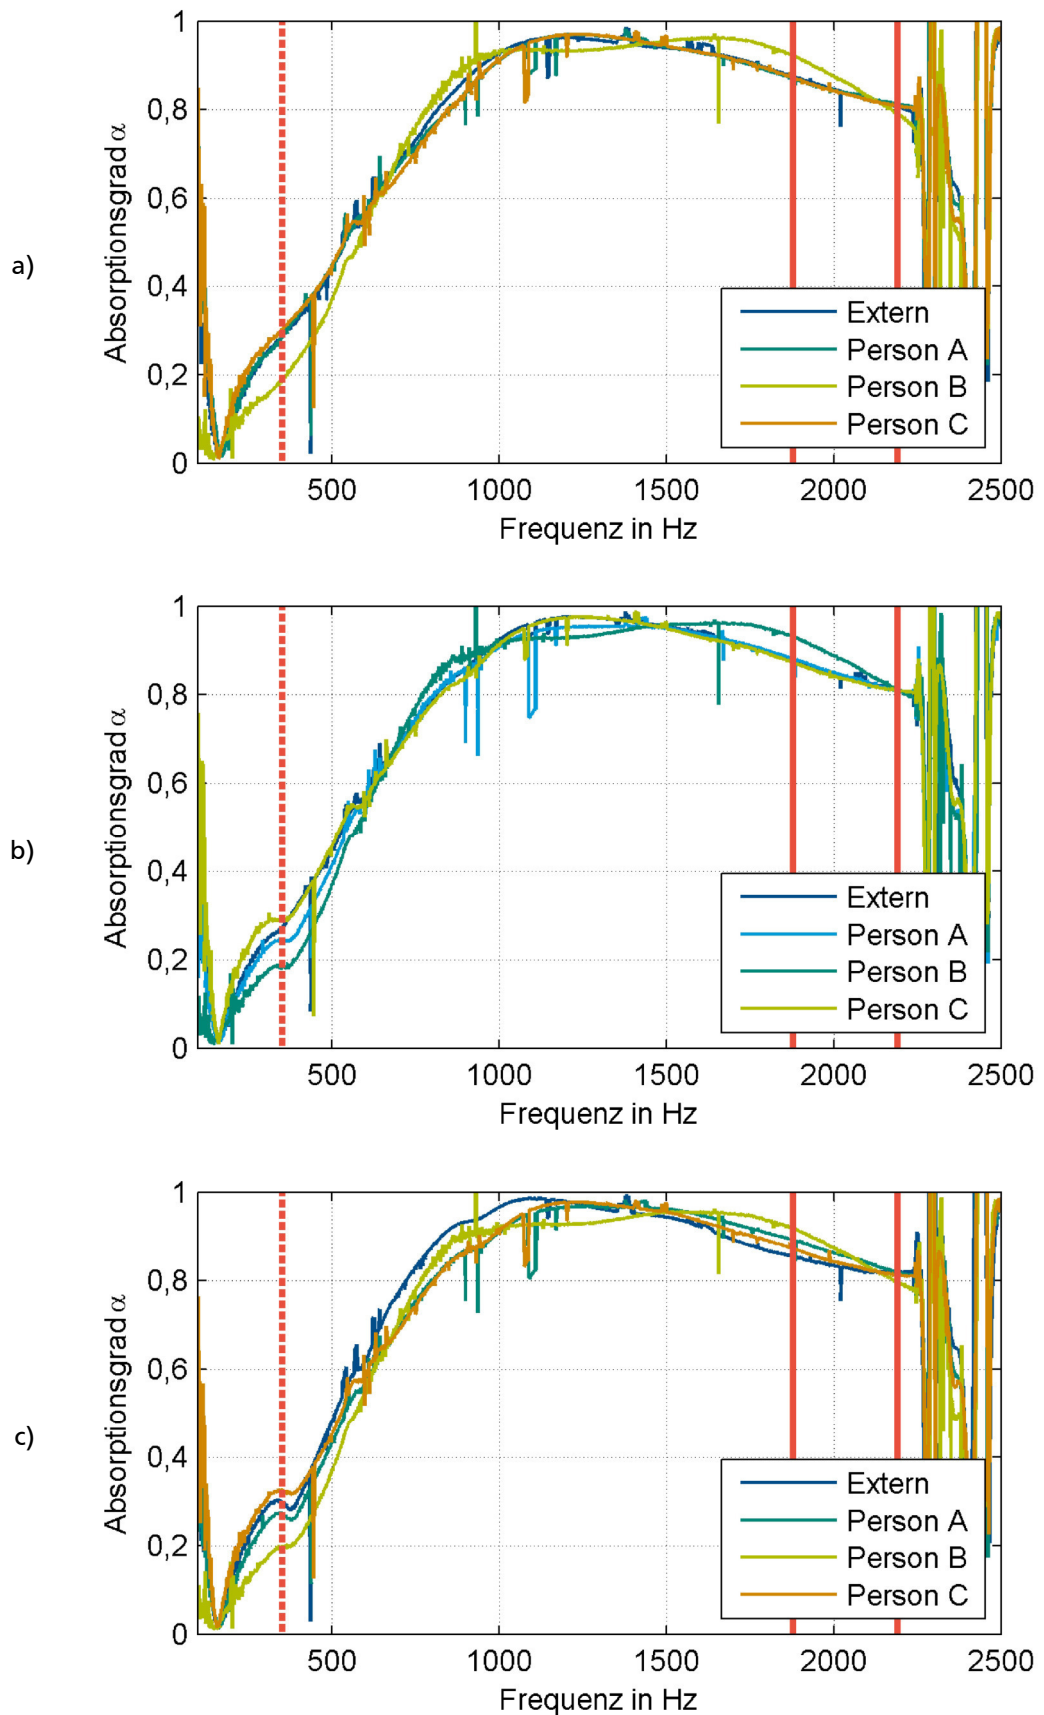 a)
Absorptionsgrad α
1
0,8
0,6
0,4
0,2
0
500
1000
1500
2000
2500
Frequenz in Hz
Extern
Person A
Person B
Person C
b)
Absorptionsgrad α
1
0,8
0,6
0,4
0,2
0
500
1000
1500
2000
2500
Frequenz in Hz
Extern
Person A
Person B
Person C
c)
Absorptionsgrad α
1
0,8
0,6
0,4
0,2
0
500
1000
1500
2000
2500
Frequenz in Hz
Extern
Person A
Person B
Person C